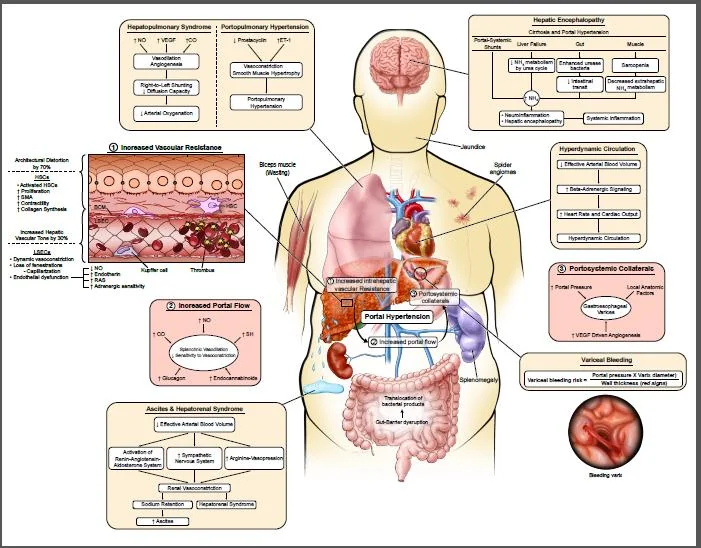 Hepatopulmonary Syndrome
↑ NO
↑ VEGF
↑CO
Vasodilation
Angiogenesis
Right-to-Left Shunting
↓ Diffusion Capacity
↓ Arterial Oxygenation
Portopulmonary Hypertension
↓ Prostacyclin
↑ET-1
Vasoconstriction
Smooth Muscle Hypertrophy
Portopulmonary
Hypertension
Hepatic Encephalopathy
Cirrhosis and Portal Hypertension
Portal-Systemic
Shunts
Liver Failure
Gut
Muscle
↓ NH₃ metabolism
by urea cycle
Enhanced urease
bacteria
Sarcopenia
↓ Intestinal
transit
Decreased extrahepatic
NH₃ metabolism
↑ NH₃
• Neuroinflammation
• Hepatic encephalopathy
Systemic Inflammation
Jaundice
Spider
angiomas
Biceps muscle
(Wasting)
① Increased Vascular Resistance
Architectural Distortion
by 70%
HSCs
• Activated HSCs
↑ Proliferation
↑ SMA
↑ Contractility
↑ Collagen Synthesis
Increased Hepatic
Vascular Tone by 30%
LSECs
• Dynamic vasoconstriction
• Loss of fenestrations
- Capillarization
• Endothelial dysfunction
↓ NO
↑ Endothelin
↑ RAS
↑ Adrenergic sensitivity
ECM
HSC
LSEC
Kupffer cell
Thrombus
Hyperdynamic Circulation
↓ Effective Arterial Blood Volume
↑ Beta-Adrenergic Signaling
↑ Heart Rate and Cardiac Output
Hyperdynamic Circulation
③ Portosystemic Collaterals
↑ Portal Pressure
Local Anatomic
Factors
Gastroesophageal
Varices
↑ VEGF Driven Angiogenesis
① Increased intrahepatic
vascular Resistance
③ Portosystemic
collaterals
Portal Hypertension
② Increased portal flow
② Increased Portal Flow
↑ NO
↑ CO
↑ SH
Splanchnic Vasodilation
↓ Sensitivity to Vasoconstriction
↑ Glucagon
↑ Endocannabinoids
Splenomegaly
Variceal Bleeding
Variceal bleeding risk =
Portal pressure X Varix diameter
Wall thickness (red signs)
Bleeding varix
Translocation of
bacterial products
Gut-Barrier dysruption
Ascites & Hepatorenal Syndrome
↓ Effective Arterial Blood Volume
Activation of
Renin-Angiotensin-
Aldosterone System
↑ Sympathetic
Nervous System
↑ Arginine-Vasopressin
Renal Vasoconstriction
Sodium Retention
Hepatorenal Syndrome
↑ Ascites